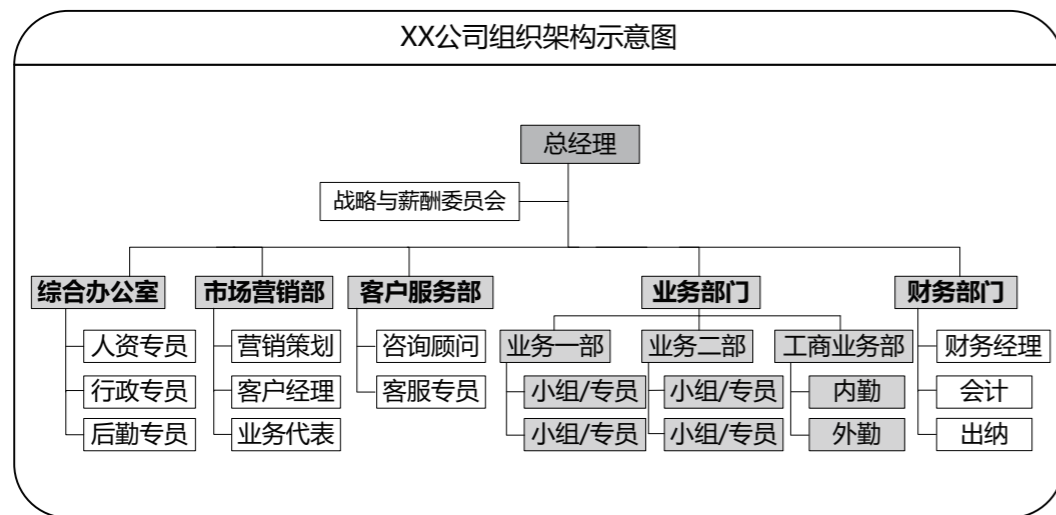 XX公司组织架构示意图
总经理
战略与薪酬委员会
综合办公室
市场营销部
客户服务部
业务部门
财务部门
人资专员
营销策划
咨询顾问
业务一部
业务二部
工商业务部
财务经理
行政专员
客户经理
客服专员
小组/专员
小组/专员
内勤
会计
后勤专员
业务代表
小组/专员
小组/专员
外勤
出纳